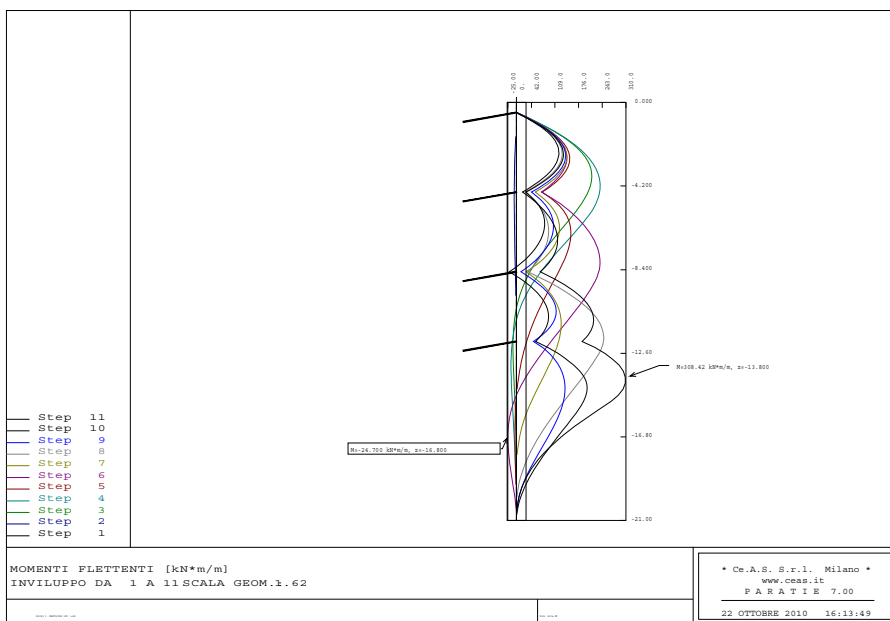 -25.00
0.
42.00
109.0
176.0
243.0
310.0
0.000
-4.200
-8.400
-12.60
-16.80
-21.00
M=308.42 kN*m/m, z=-13.800
M=-24.700 kN*m/m, z=-16.800
Step 11
Step 10
Step 9
Step 8
Step 7
Step 6
Step 5
Step 4
Step 3
Step 2
Step 1
MOMENTI FLETTENTI [kN*m/m]
INVILUPPO DA 1 A 11 SCALA GEOM.1:62
* Ce.A.S. S.r.l. Milano *
www.ceas.it
P A R A T I E 7.00
22 OTTOBRE 2010 16:13:49